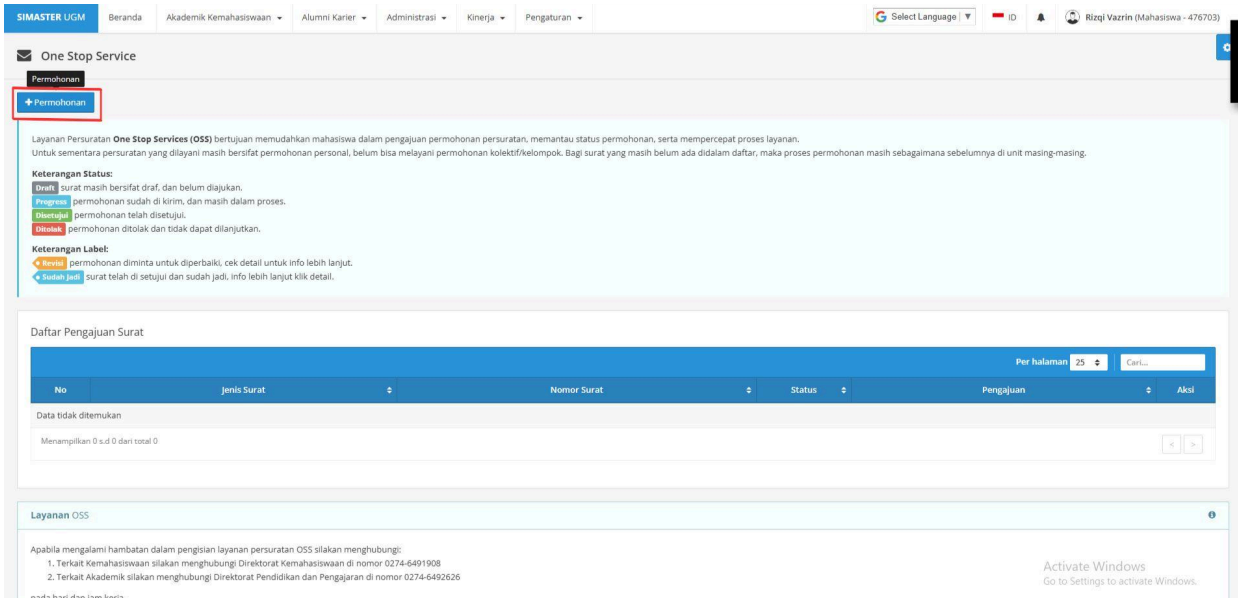 SIMASTER UGM Beranda Akademik Kemahasiswaan Alumni Karier Administrasi Kinerja Pengaturan Select Language ID Rizqi Vazrin (Mahasiswa - 476703)
One Stop Service
Permohonan
+ Permohonan
Layanan Persuratan One Stop Services (OSS) bertujuan memudahkan mahasiswa dalam pengajuan permohonan persuratan, memantau status permohonan, serta mempercepat proses layanan.
Untuk sementara persuratan yang dilayani masih bersifat permohonan personal, belum bisa melayani permohonan kolektif/kelompok. Bagi surat yang masih belum ada didalam daftar, maka proses permohonan masih sebagaimana sebelumnya di unit masing-masing.
Keterangan Status:
Draft surat masih bersifat draf, dan belum diajukan.
Progress permohonan sudah di kirim, dan masih dalam proses.
Disetujui permohonan telah disetujui.
Ditolak permohonan ditolak dan tidak dapat dilanjutkan.
Keterangan Label:
Revisi permohonan diminta untuk diperbaiki, cek detail untuk info lebih lanjut.
Sudah Jadi surat telah di setujui dan sudah jadi. info lebih lanjut klik detail.
Daftar Pengajuan Surat
Per halaman 25 Cari...
No Jenis Surat Nomor Surat Status Pengajuan Aksi
Data tidak ditemukan
Menampilkan 0 s.d 0 dari total 0 < >
Layanan OSS
Apabila mengalami hambatan dalam pengisian layanan persuratan OSS silakan menghubungi:
1. Terkait Kemahasiswaan silakan menghubungi Direktorat Kemahasiswaan di nomor 0274-6491908
2. Terkait Akademik silakan menghubungi Direktorat Pendidikan dan Pengajaran di nomor 0274-6492626
pada hari dan jam kerja
Activate Windows
Go to Settings to activate Windows.